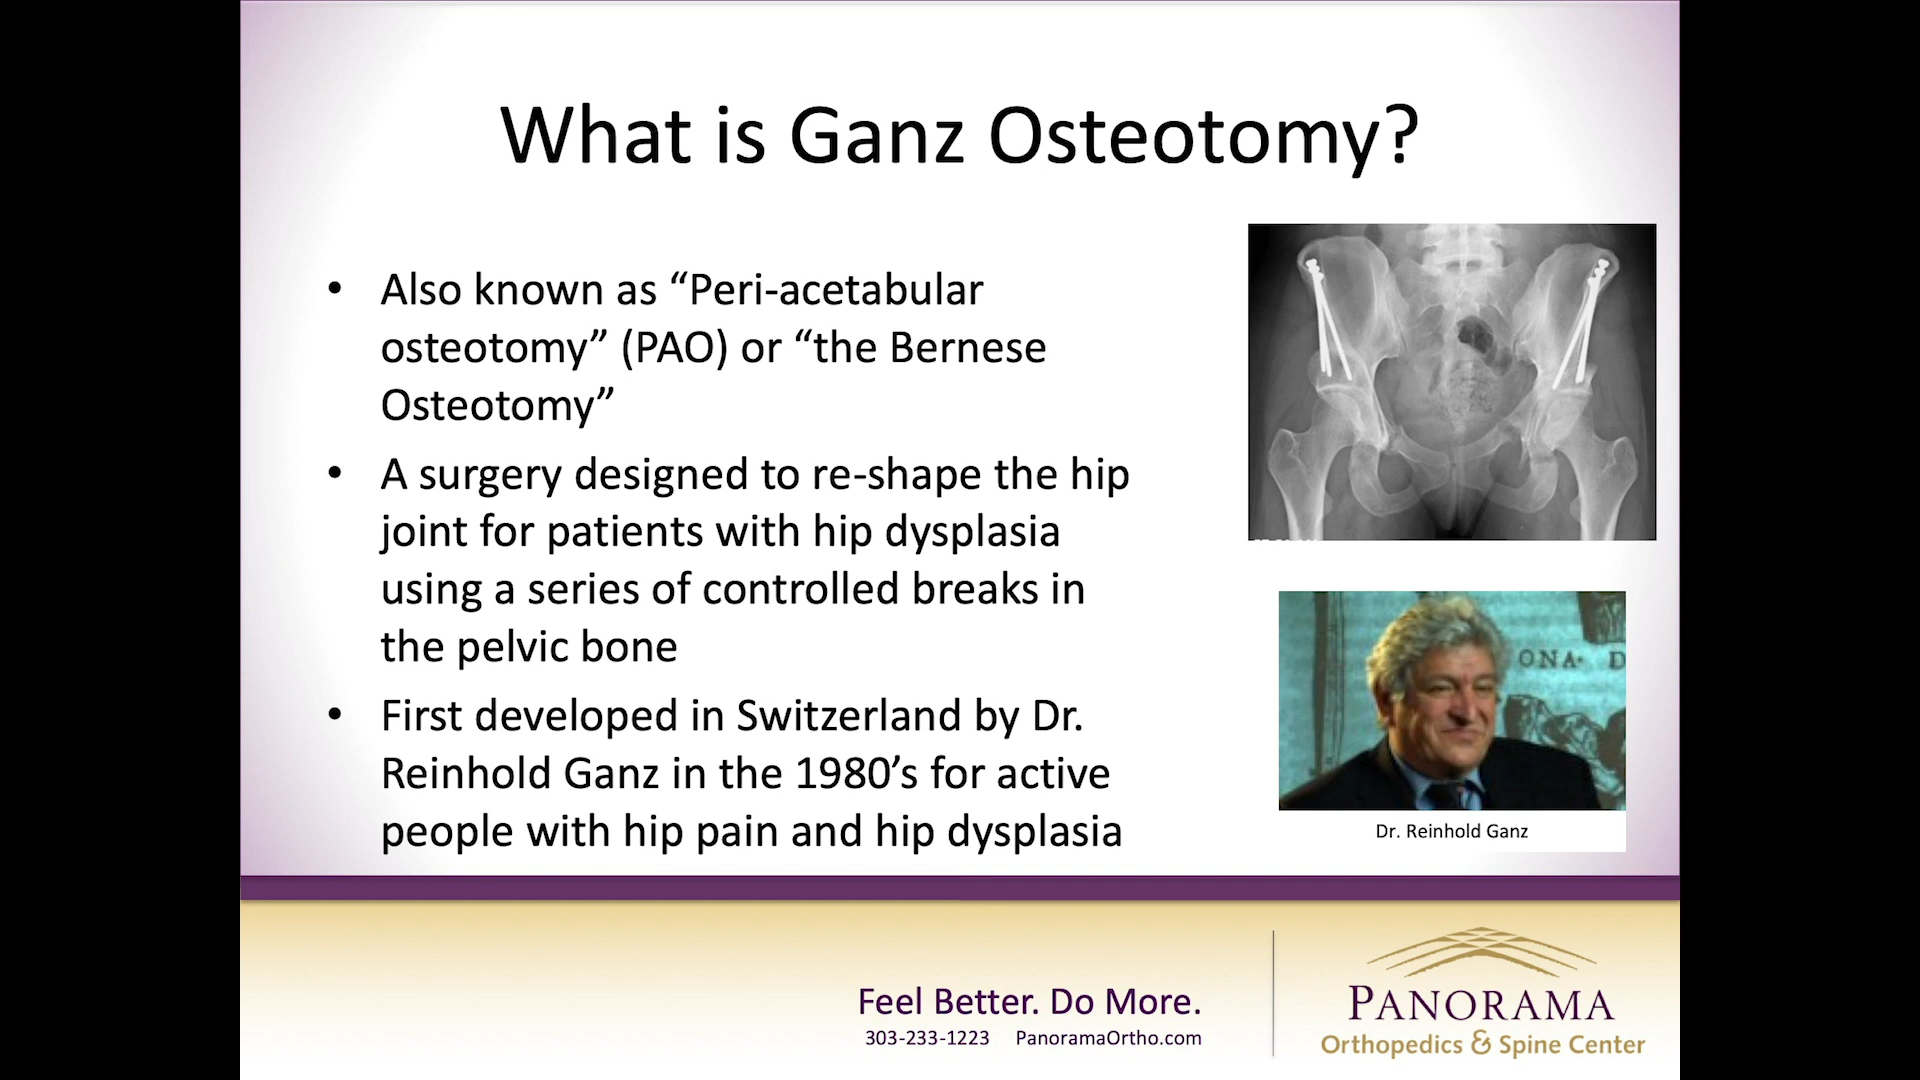 What is Ganz Osteotomy?
• Also known as “Peri-acetabular
osteotomy” (PAO) or “the Bernese
Osteotomy”
• A surgery designed to re-shape the hip
joint for patients with hip dysplasia
using a series of controlled breaks in
the pelvic bone
• First developed in Switzerland by Dr.
Reinhold Ganz in the 1980’s for active
people with hip pain and hip dysplasia
ONA· D
Dr. Reinhold Ganz
Feel Better. Do More.
303-233-1223 PanoramaOrtho.com
PANORAMA
Orthopedics & Spine Center